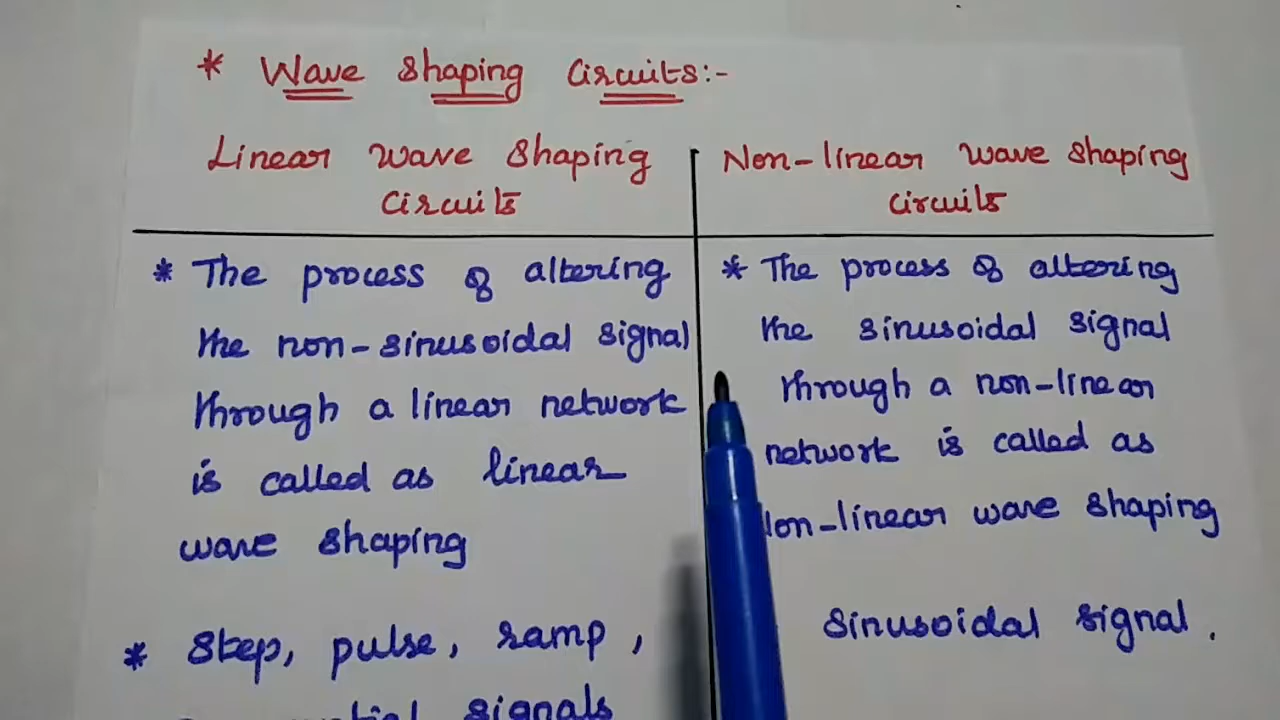 * Wave Shaping Circuits:-
Linear wave shaping circuits
Non-linear wave shaping circuits
* The process of altering
the non-sinusoidal signal
through a linear network
is called as linear
wave shaping
* Step, pulse, ramp,
signals
* The process of altering
the sinusoidal signal
through a non-linear
network is called as
Non-linear wave shaping
Sinusoidal signal.